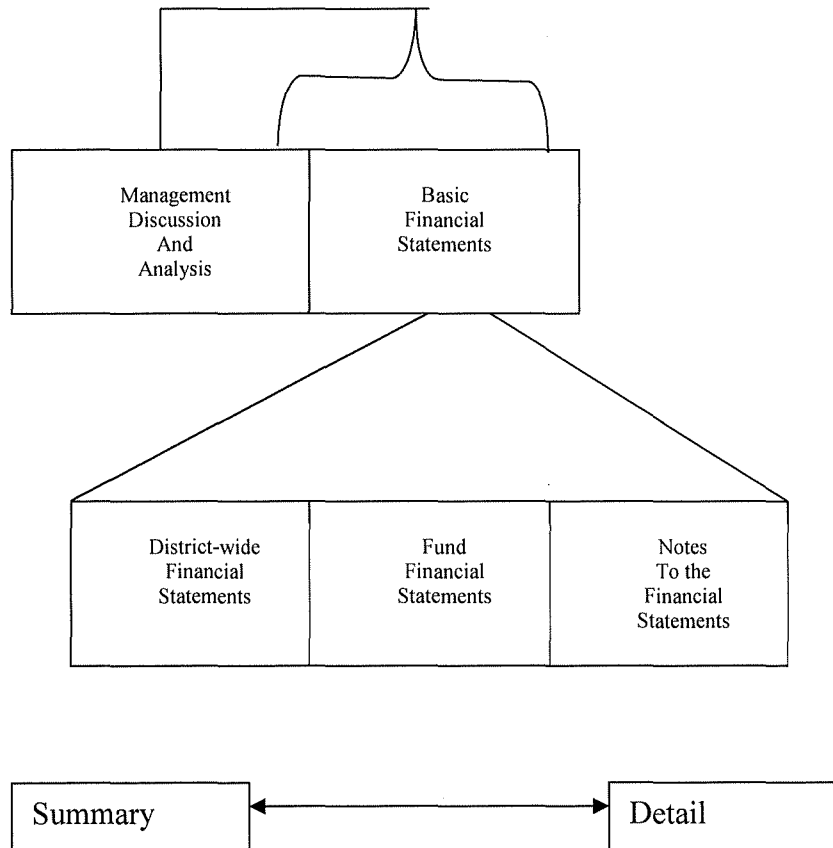 Management
Discussion
And
Analysis
Basic
Financial
Statements
District-wide
Financial
Statements
Fund
Financial
Statements
Notes
To the
Financial
Statements
Summary
Detail